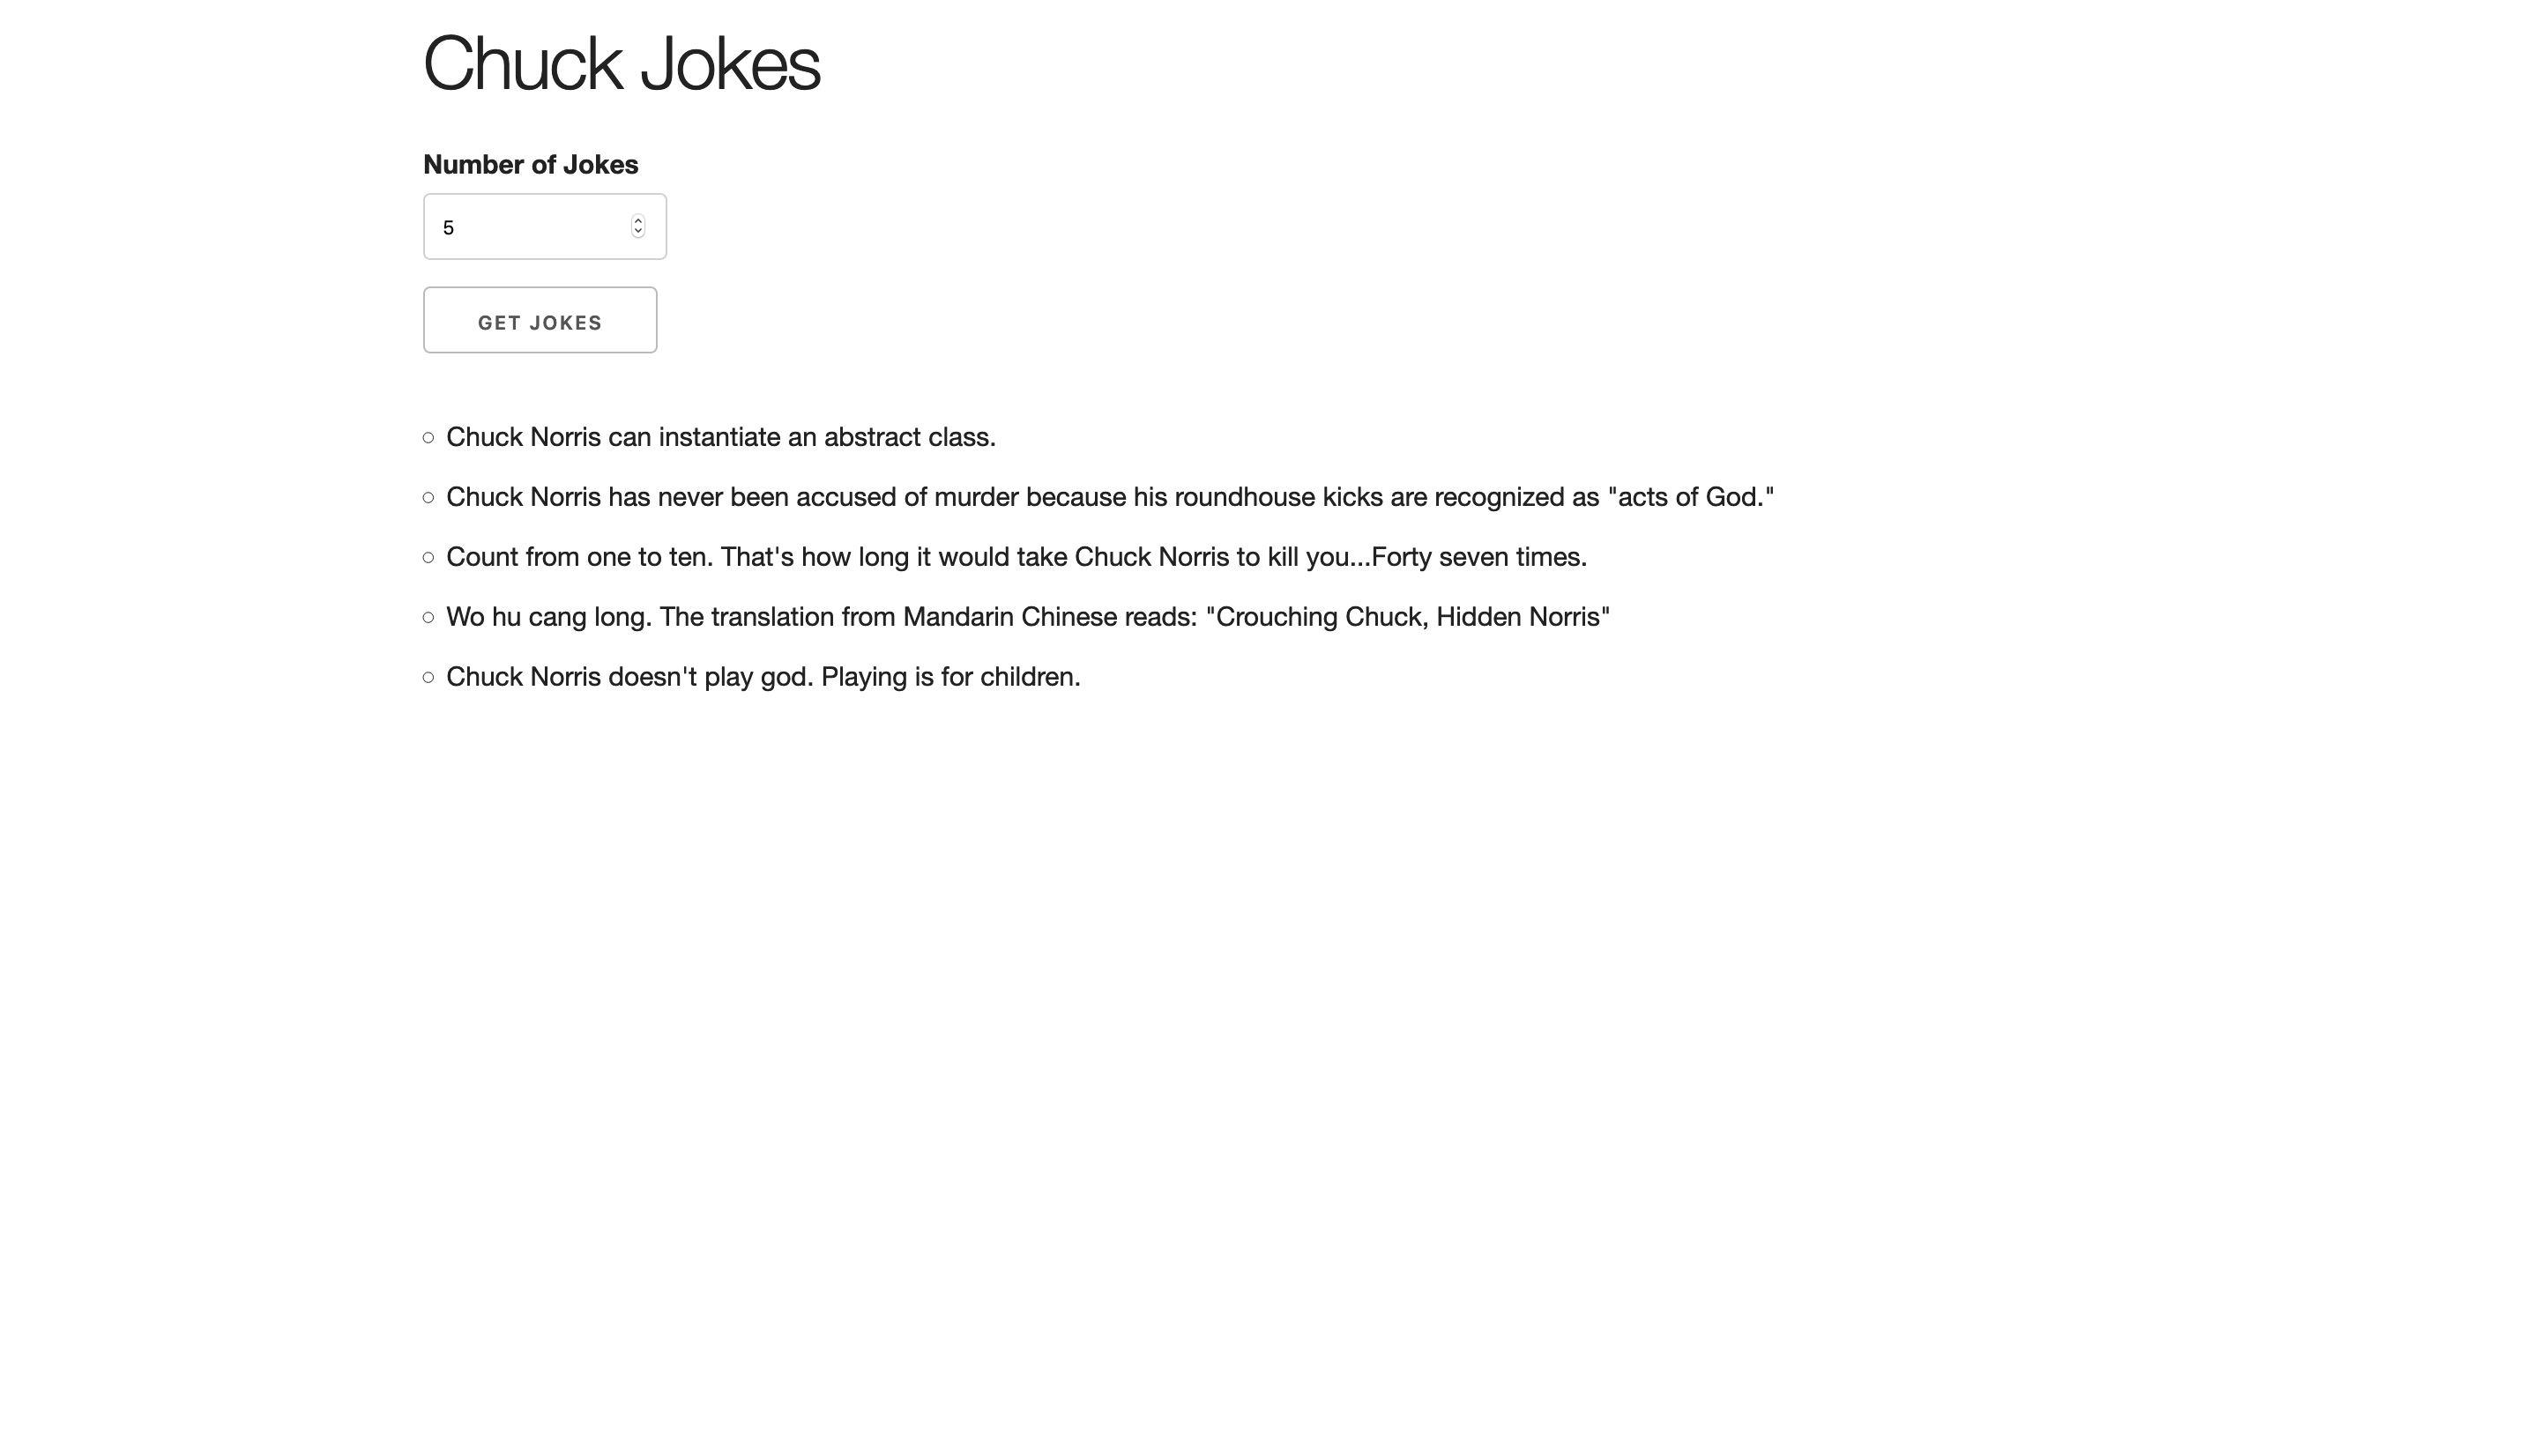 Chuck Jokes
Number of Jokes
5
GET JOKES
Chuck Norris can instantiate an abstract class.
Chuck Norris has never been accused of murder because his roundhouse kicks are recognized as "acts of God."
Count from one to ten. That's how long it would take Chuck Norris to kill you...Forty seven times.
Wo hu cang long. The translation from Mandarin Chinese reads: "Crouching Chuck, Hidden Norris"
Chuck Norris doesn't play god. Playing is for children.